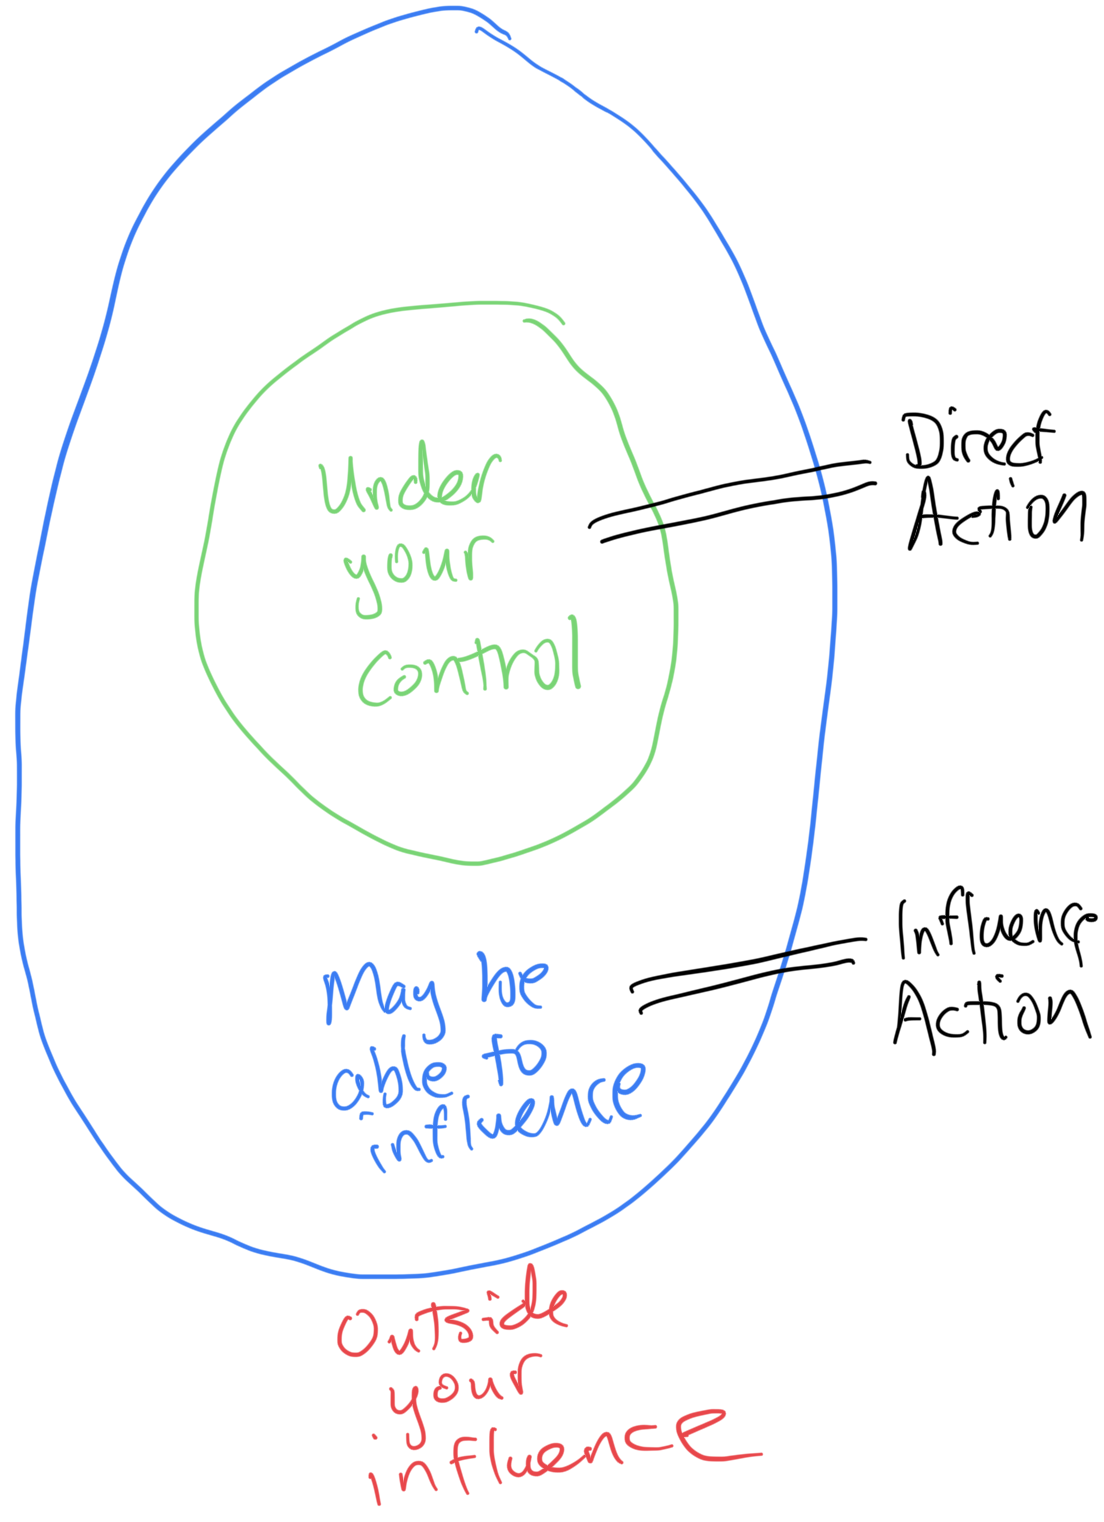 Under
your
Control
Direct
Action
May be
able to
influence
Influence
Action
Outside
your
influence